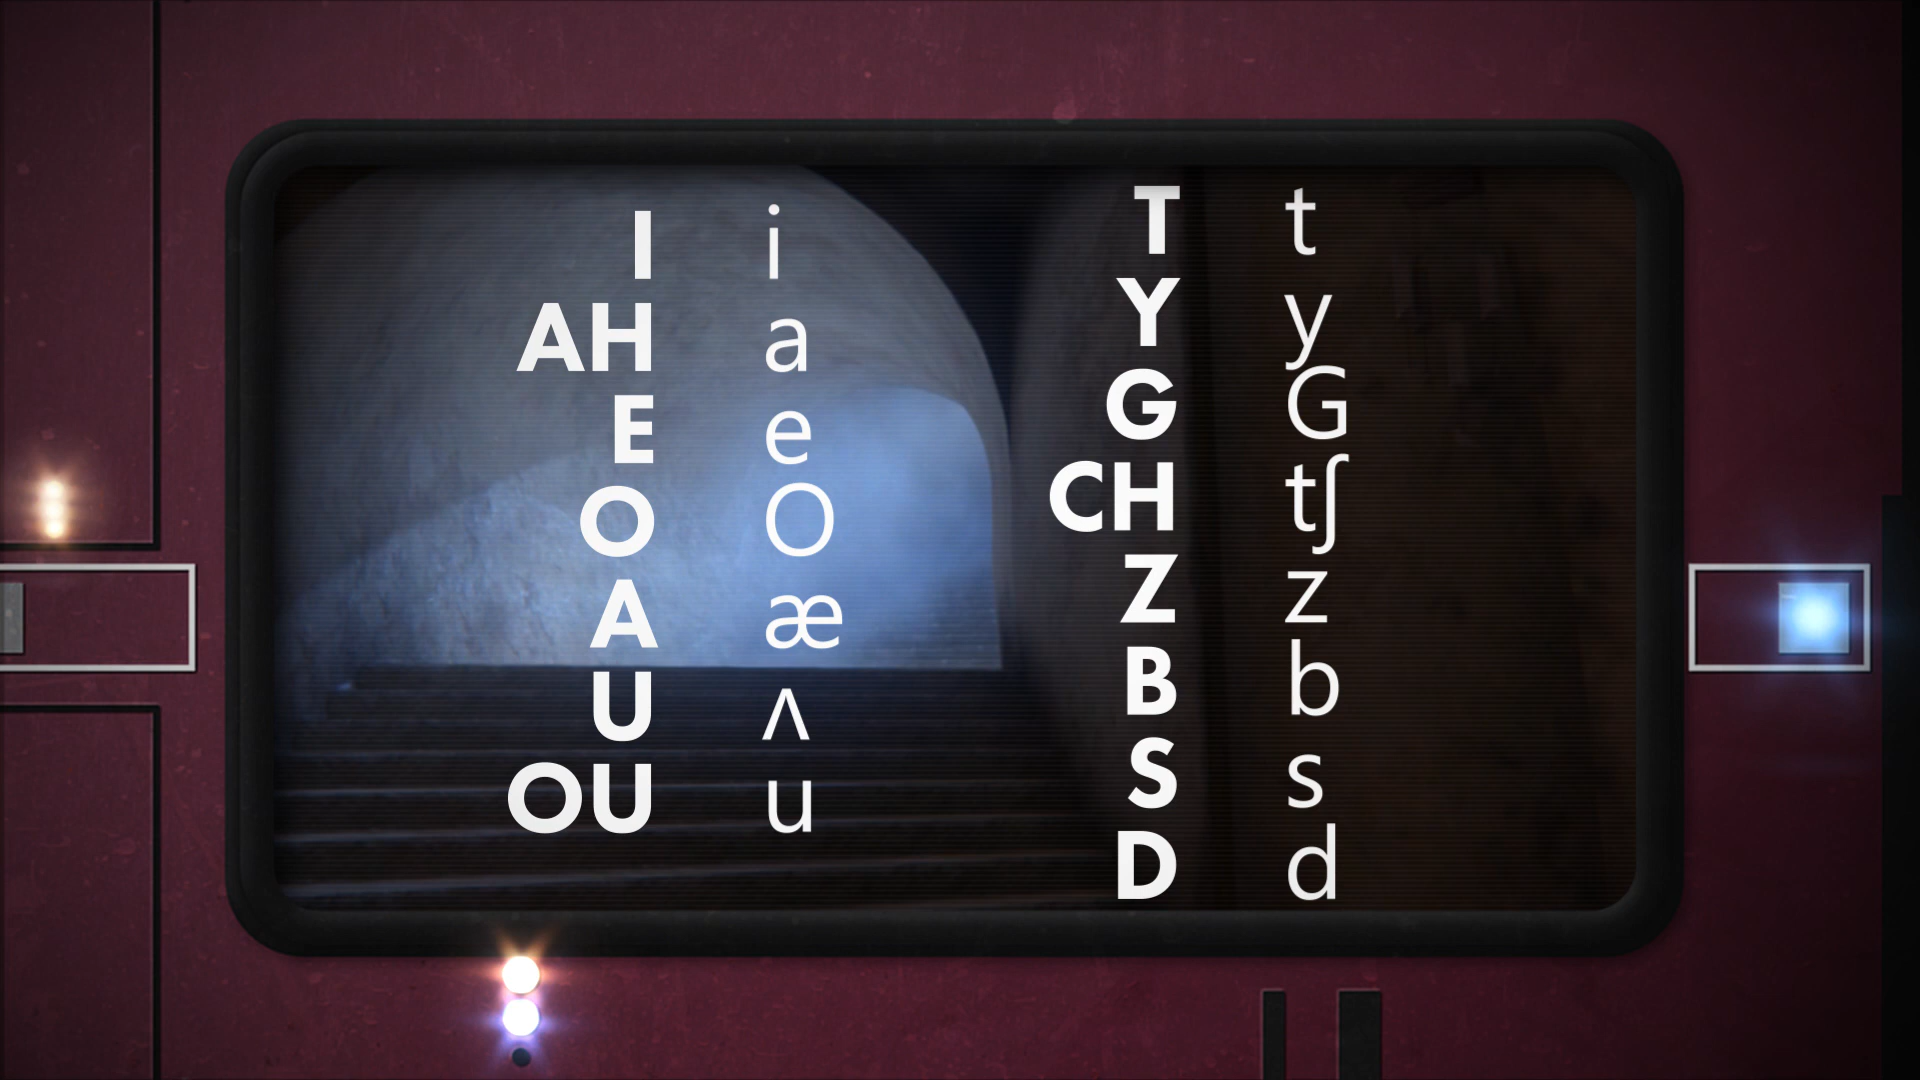 I i
AH a
E e
O O
A æ
U ʌ
OU u
T t
Y y
G G
CH tʃ
Z z
B b
S s
D d